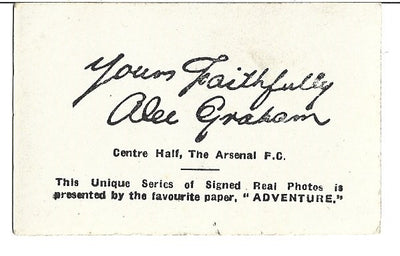 Yours Faithfully
Alec Graham
Centre Half, The Arsenal F.C.
This Unique Series of Signed Real Photos is
presented by the favourite paper, "ADVENTURE."